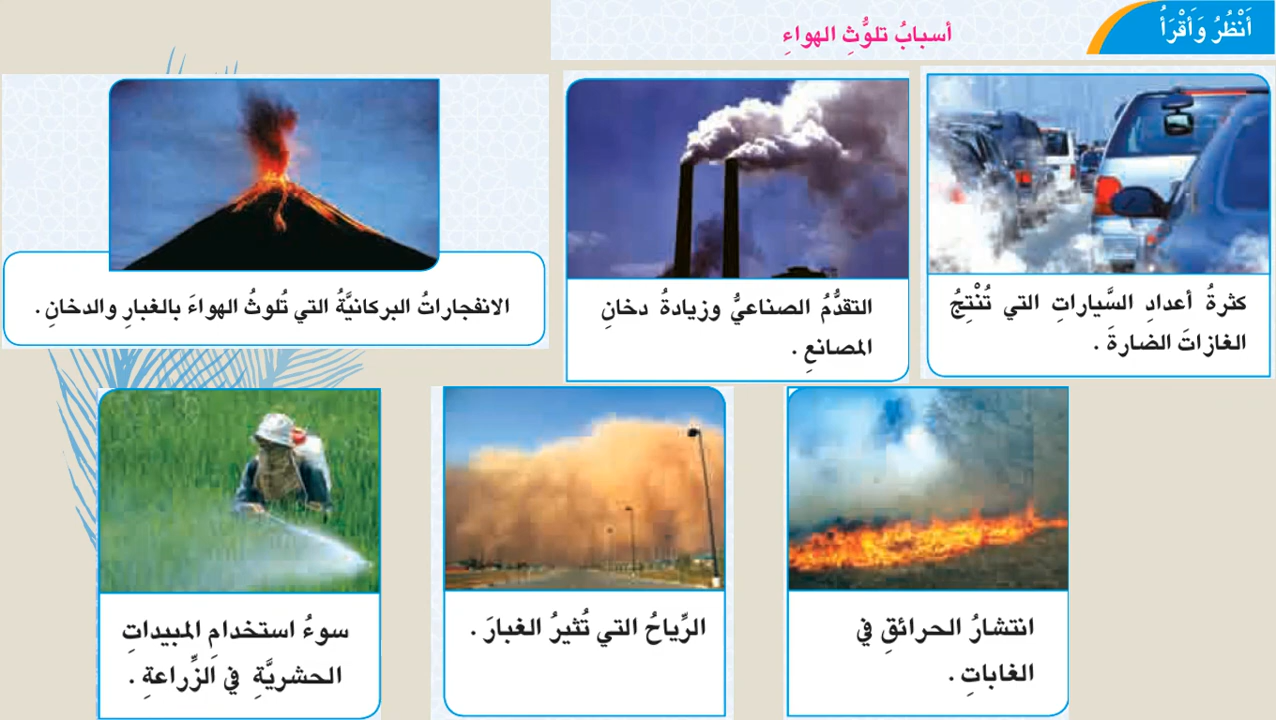 أَنْظُرُ وَأَقْرَأُ
أسبابُ تلوُّثِ الهواءِ
كثرةُ أعدادِ السَّياراتِ التي تُنْتِجُ
الغازاتَ الضارةَ .
التقدُّمُ الصناعيُّ وزيادةُ دخانِ
المصانعِ .
الانفجاراتُ البركانيَّةُ التي تُلوثُ الهواءَ بالغبارِ والدخانِ .
انتشارُ الحرائقِ في
الغاباتِ .
الرِّياحُ التي تُثيرُ الغبارَ .
سوءُ استخدامِ المبيداتِ
الحشريَّةِ في الزِّراعةِ .